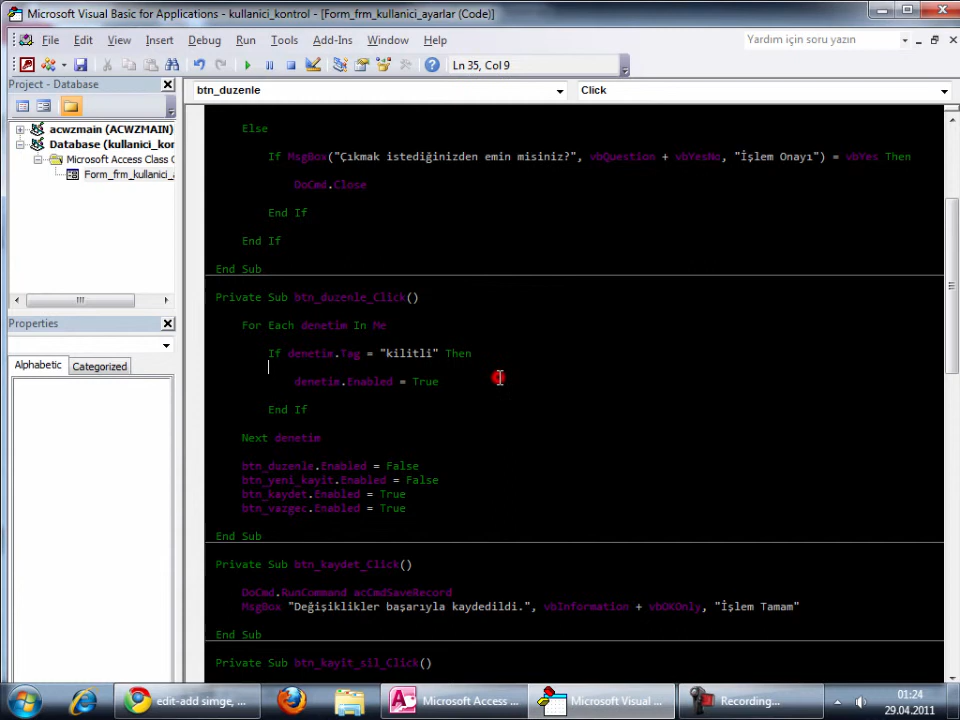 Microsoft Visual Basic for Applications - kullanici_kontrol - [Form_frm_kullanici_ayarlar (Code)]
File Edit View Insert Debug Run Tools Add-Ins Window Help
Yardım için soru yazın
Ln 35, Col 9
Project - Database
btn_duzenle
Click
acwzmain (ACWZMAIN)
Database (kullanici_kon
Microsoft Access Class O
Form_frm_kullanici_a
Properties
Alphabetic Categorized
Else
If MsgBox("Çıkmak istediğinizden emin misiniz?", vbQuestion + vbYesNo, "İşlem Onayı") = vbYes Then
DoCmd.Close
End If
End If
End Sub
Private Sub btn_duzenle_Click()
For Each denetim In Me
If denetim.Tag = "kilitli" Then
denetim.Enabled = True
End If
Next denetim
btn_duzenle.Enabled = False
btn_yeni_kayit.Enabled = False
btn_kaydet.Enabled = True
btn_vazgec.Enabled = True
End Sub
Private Sub btn_kaydet_Click()
DoCmd.RunCommand acCmdSaveRecord
MsgBox "Değişiklikler başarıyla kaydedildi.", vbInformation + vbOKOnly, "İşlem Tamam"
End Sub
Private Sub btn_kayit_sil_Click()
edit-add simge, ...
Microsoft Access ...
Microsoft Visual ...
Recording...
01:24
29.04.2011